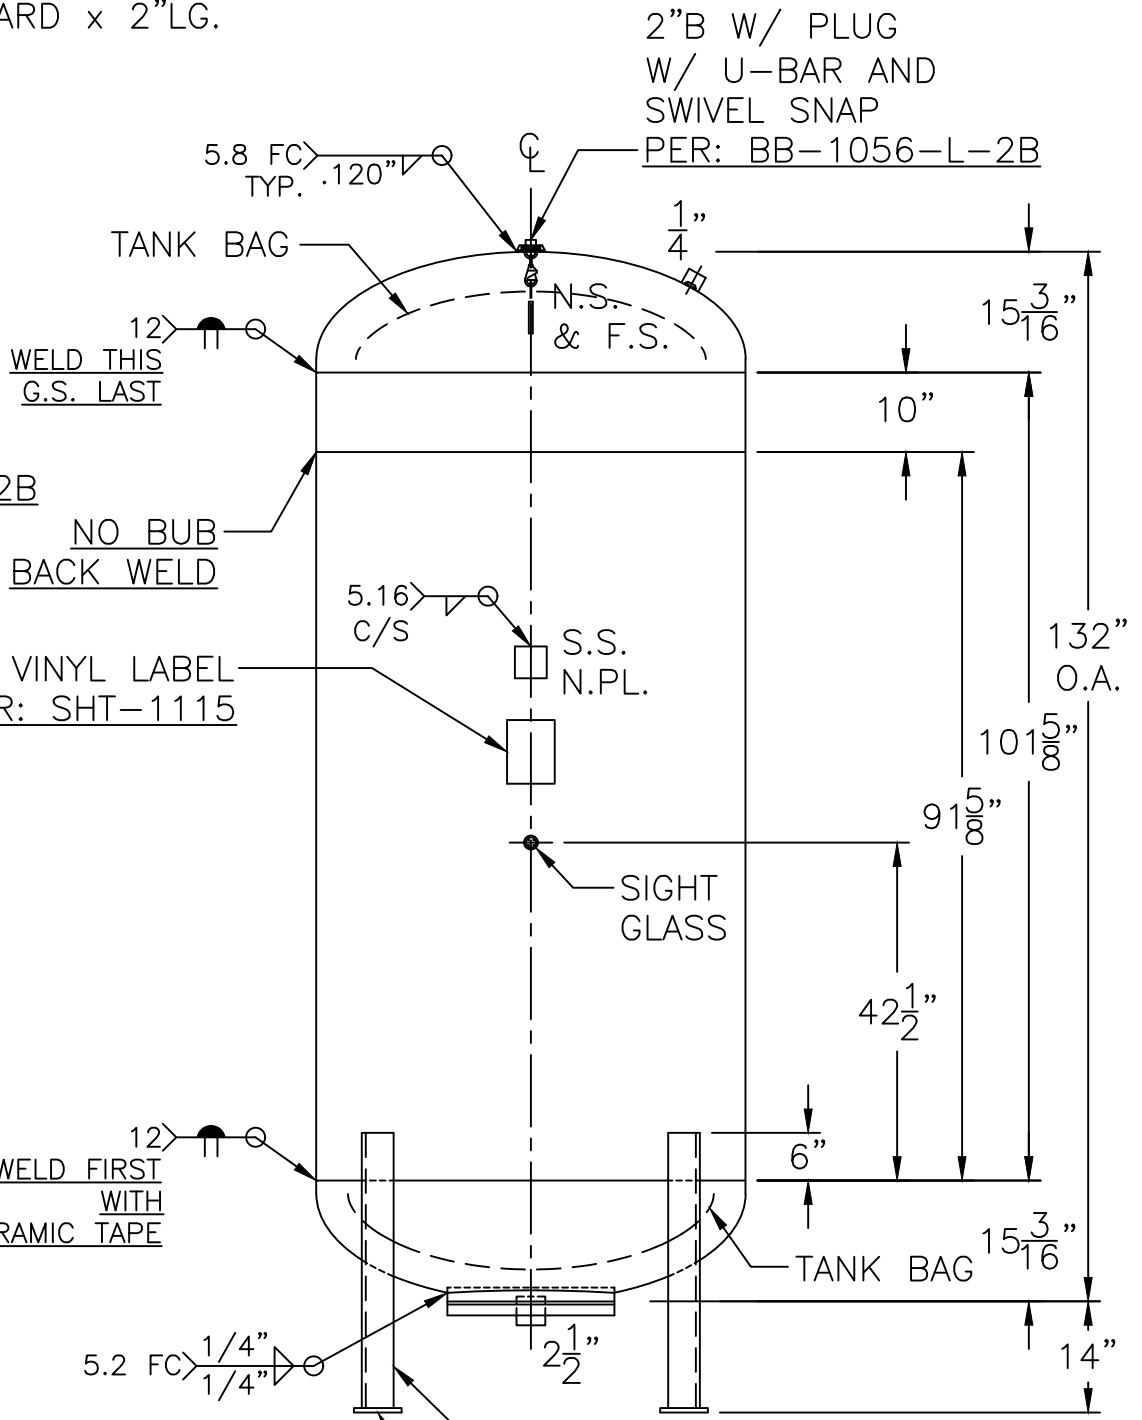 ARD x 2”LG.
2”B W/ PLUG
W/ U-BAR AND
SWIVEL SNAP
PER: BB-1056-L-2B
5.8 FC
TYP.
.120”
CL
TANK BAG
1/4”
N.S.
& F.S.
15 3/16”
12
WELD THIS
G.S. LAST
10”
2B
NO BUB
BACK WELD
5.16
C/S
S.S.
N.PL.
VINYL LABEL
R: SHT-1115
132”
O.A.
101 5/8”
91 5/8”
SIGHT
GLASS
42 1/2”
12
WELD FIRST
WITH
RAMIC TAPE
6”
TANK BAG
15 3/16”
5.2 FC
1/4”
1/4”
2 1/2”
14”